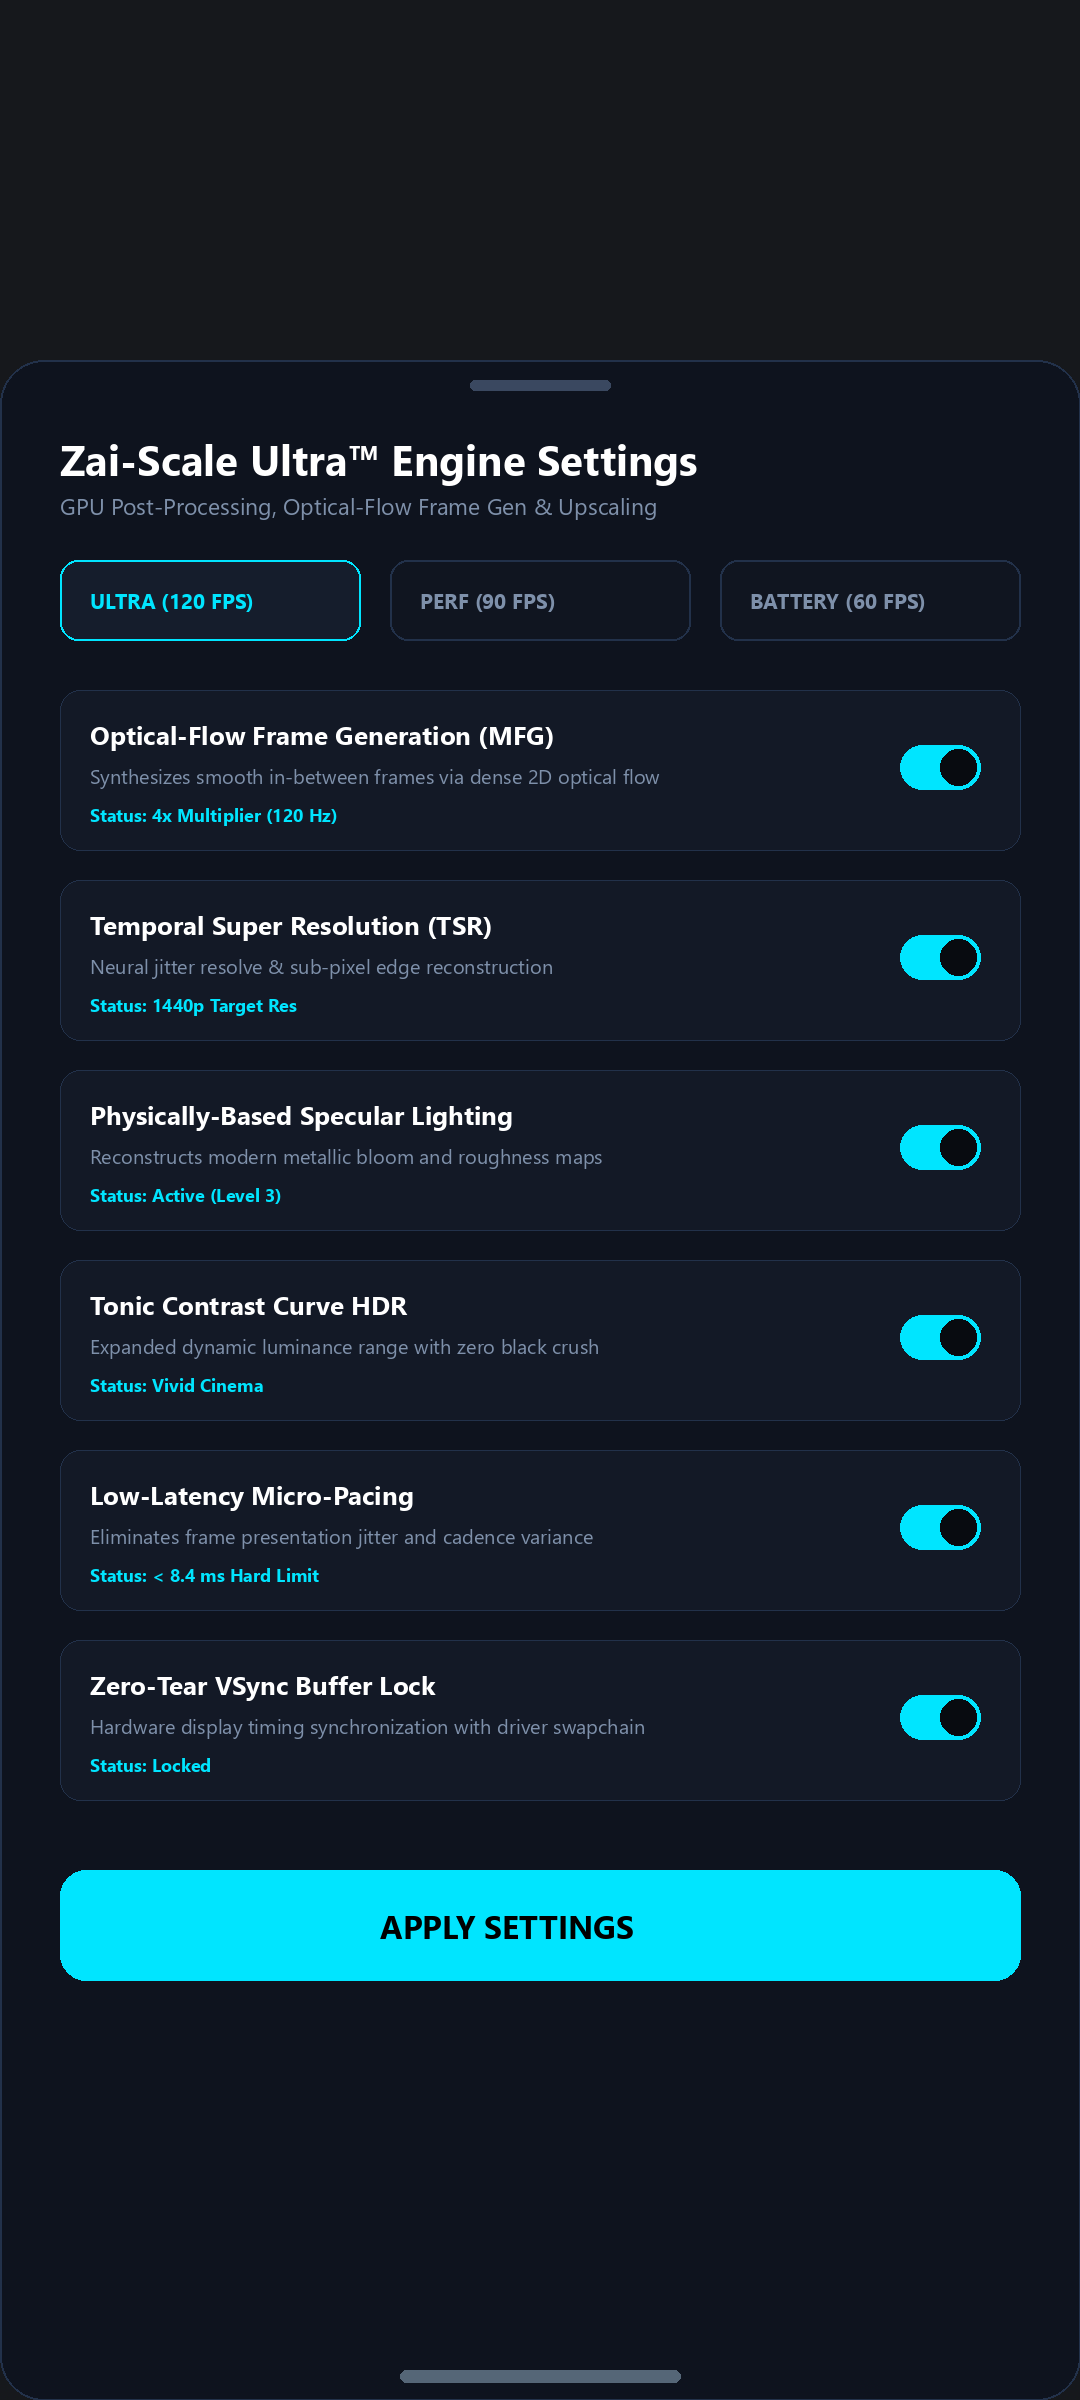 Zai-Scale Ultra™ Engine Settings
GPU Post-Processing, Optical-Flow Frame Gen & Upscaling
ULTRA (120 FPS)
PERF (90 FPS)
BATTERY (60 FPS)
Optical-Flow Frame Generation (MFG)
Synthesizes smooth in-between frames via dense 2D optical flow
Status: 4x Multiplier (120 Hz)
Temporal Super Resolution (TSR)
Neural jitter resolve & sub-pixel edge reconstruction
Status: 1440p Target Res
Physically-Based Specular Lighting
Reconstructs modern metallic bloom and roughness maps
Status: Active (Level 3)
Tonic Contrast Curve HDR
Expanded dynamic luminance range with zero black crush
Status: Vivid Cinema
Low-Latency Micro-Pacing
Eliminates frame presentation jitter and cadence variance
Status: < 8.4 ms Hard Limit
Zero-Tear VSync Buffer Lock
Hardware display timing synchronization with driver swapchain
Status: Locked
APPLY SETTINGS